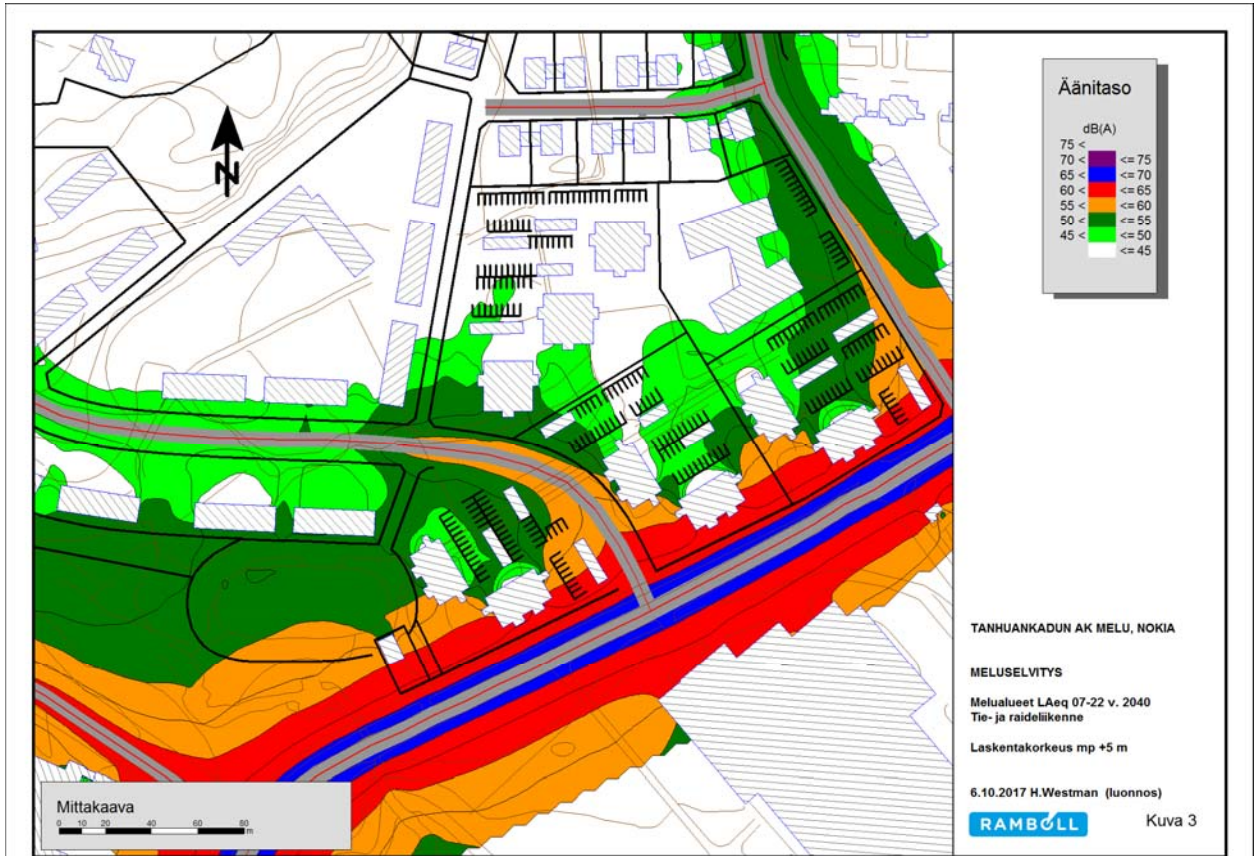 N
Äänitaso
dB(A)
75 <
70 < <= 75
65 < <= 70
60 < <= 65
55 < <= 60
50 < <= 55
45 < <= 50
<= 45
TANHUANKADUN AK MELU, NOKIA
MELUSELVITYS
Melualueet LAeq 07-22 v. 2040
Tie- ja raideliikenne
Laskentakorkeus mp +5 m
6.10.2017 H.Westman (luonnos)
RAMBOLL
Kuva 3
Mittakaava
0 10 20 40 60 80
m